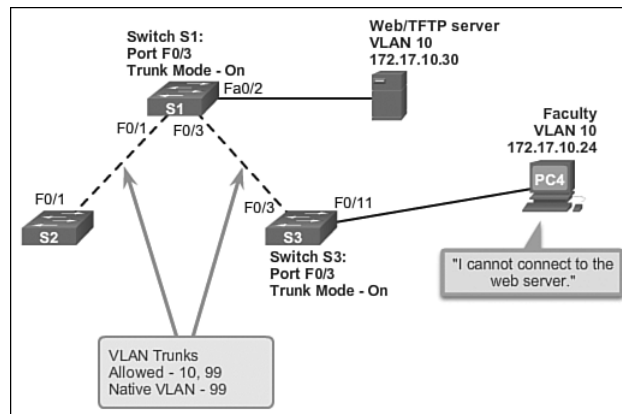 Switch S1:
Port F0/3
Trunk Mode - On
Web/TFTP server
VLAN 10
172.17.10.30
Fa0/2
S1
F0/1
F0/3
Faculty
VLAN 10
172.17.10.24
PC4
F0/1
S2
F0/3
F0/11
S3
Switch S3:
Port F0/3
Trunk Mode - On
"I cannot connect to the
web server."
VLAN Trunks
Allowed - 10, 99
Native VLAN - 99